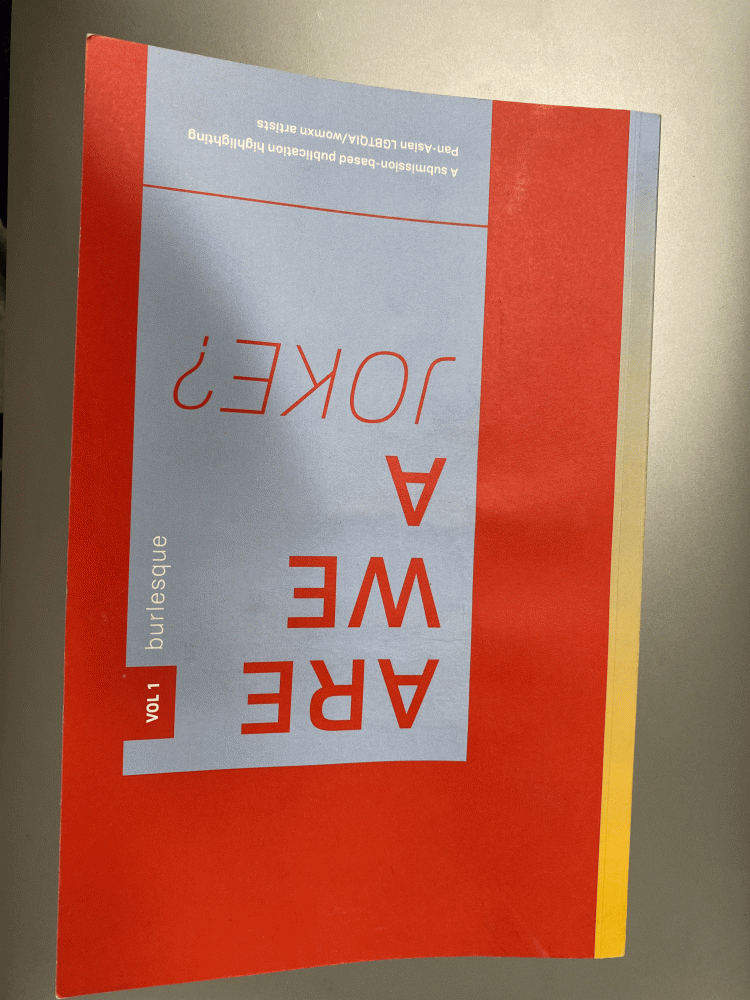 ARE
WE
A
JOKE?
A submission-based publication highlighting
Pan-Asian LGBTQIA/womxn artists
VOL 1
burlesque